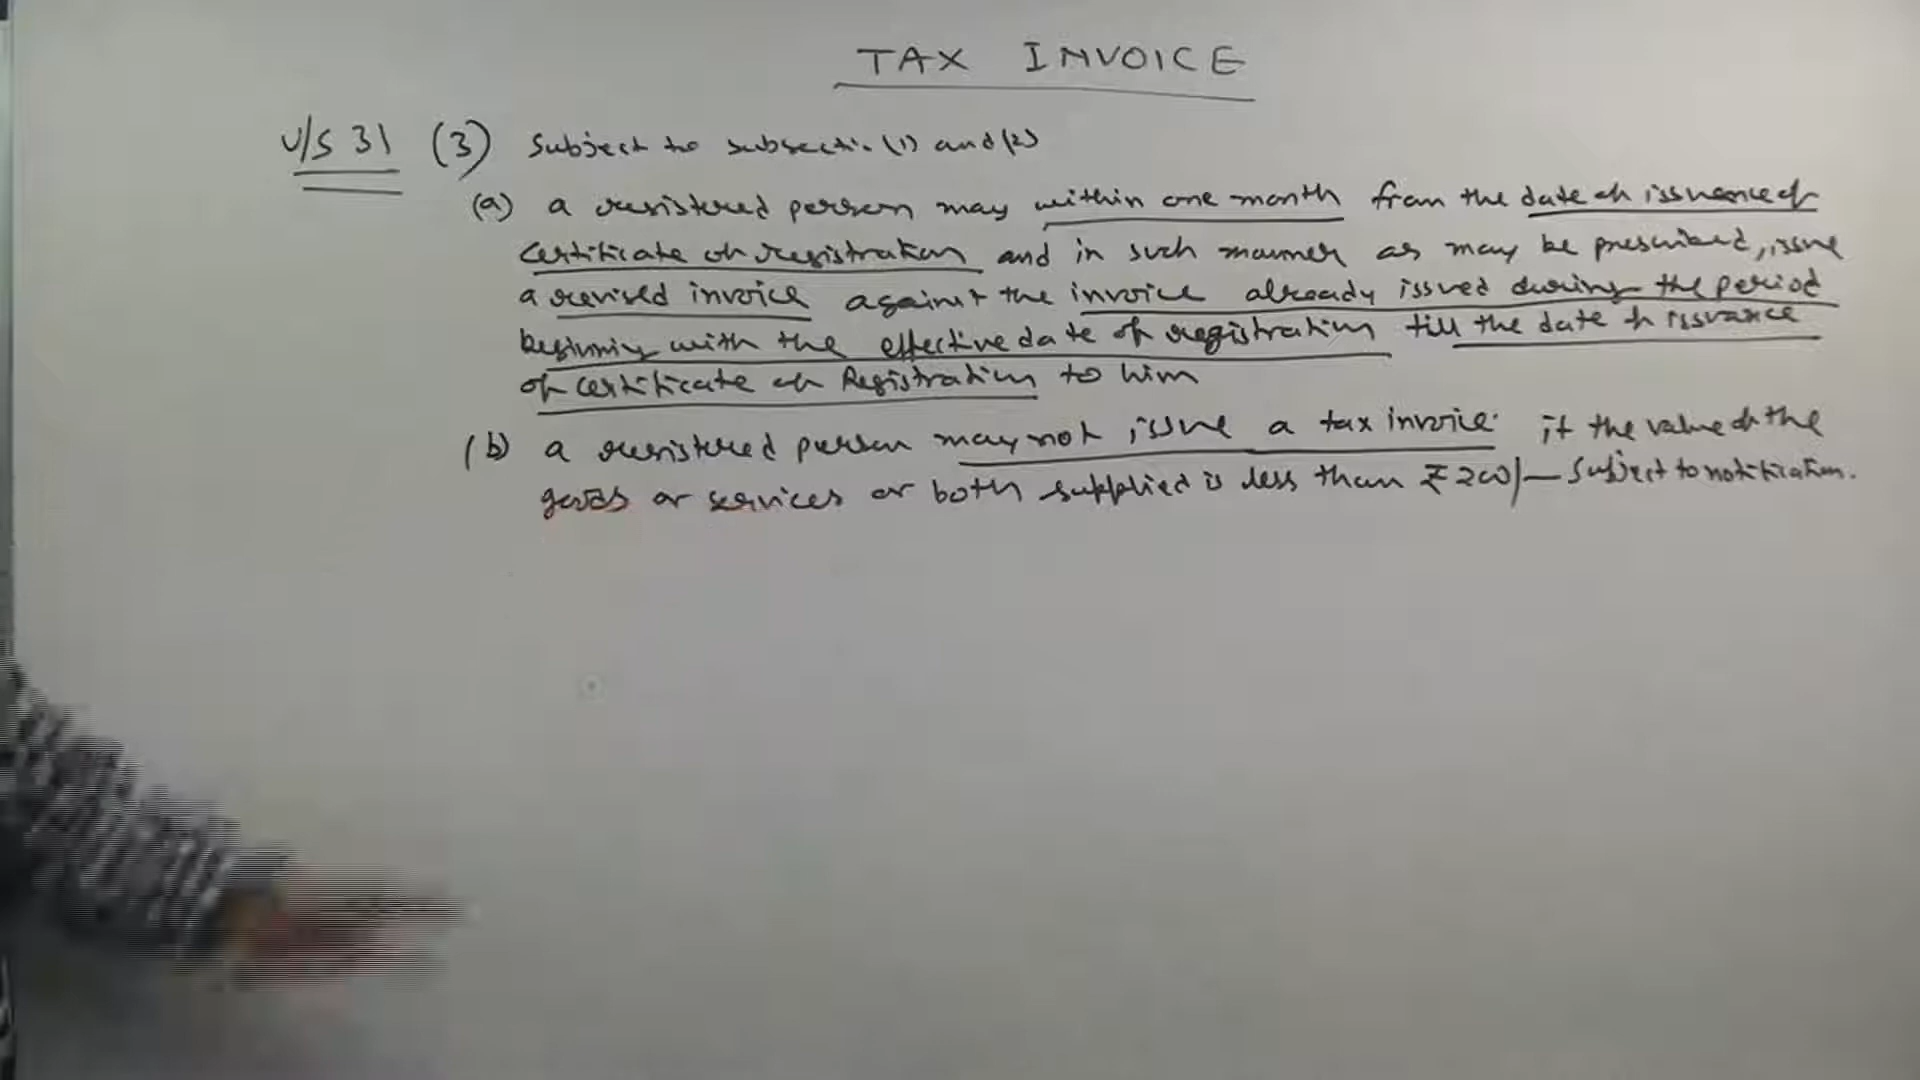 TAX INVOICE
U/S 31 (3) Subject to subsection (1) and (2)
(a) a registered person may within one month from the date of issuance of
certificate of registration and in such manner as may be prescribed, issue
a revised invoice against the invoice already issued during the period
beginning with the effective date of registration till the date of issuance
of certificate of Registration to him
(b) a registered person may not issue a tax invoice if the value of the
goods or services or both supplied is less than ₹200/- Subject to notification.